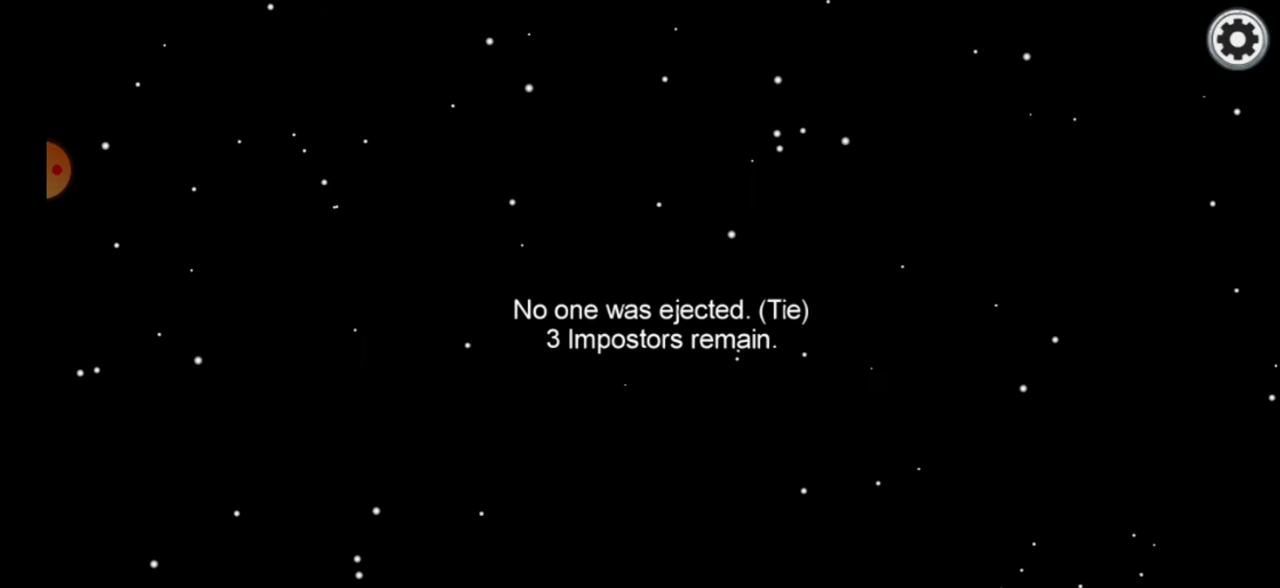 No one was ejected. (Tie)
3 Impostors remain.